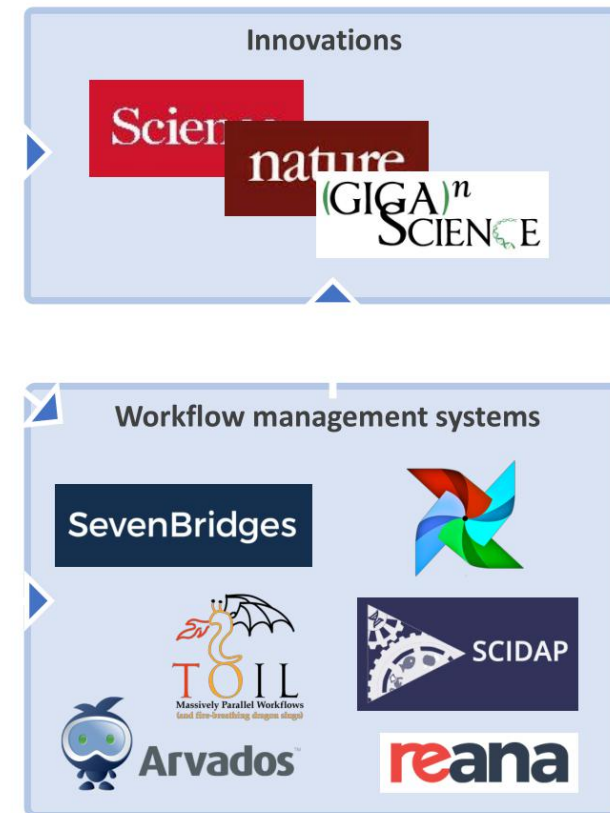 Innovations
Scien
nature
(GIGA)n
SCIENCE
Workflow management systems
SevenBridges
TOIL
Massively Parallel Workflows
(and fire-breathing dragon slugs)
SCIDAP
Arvados™
reana